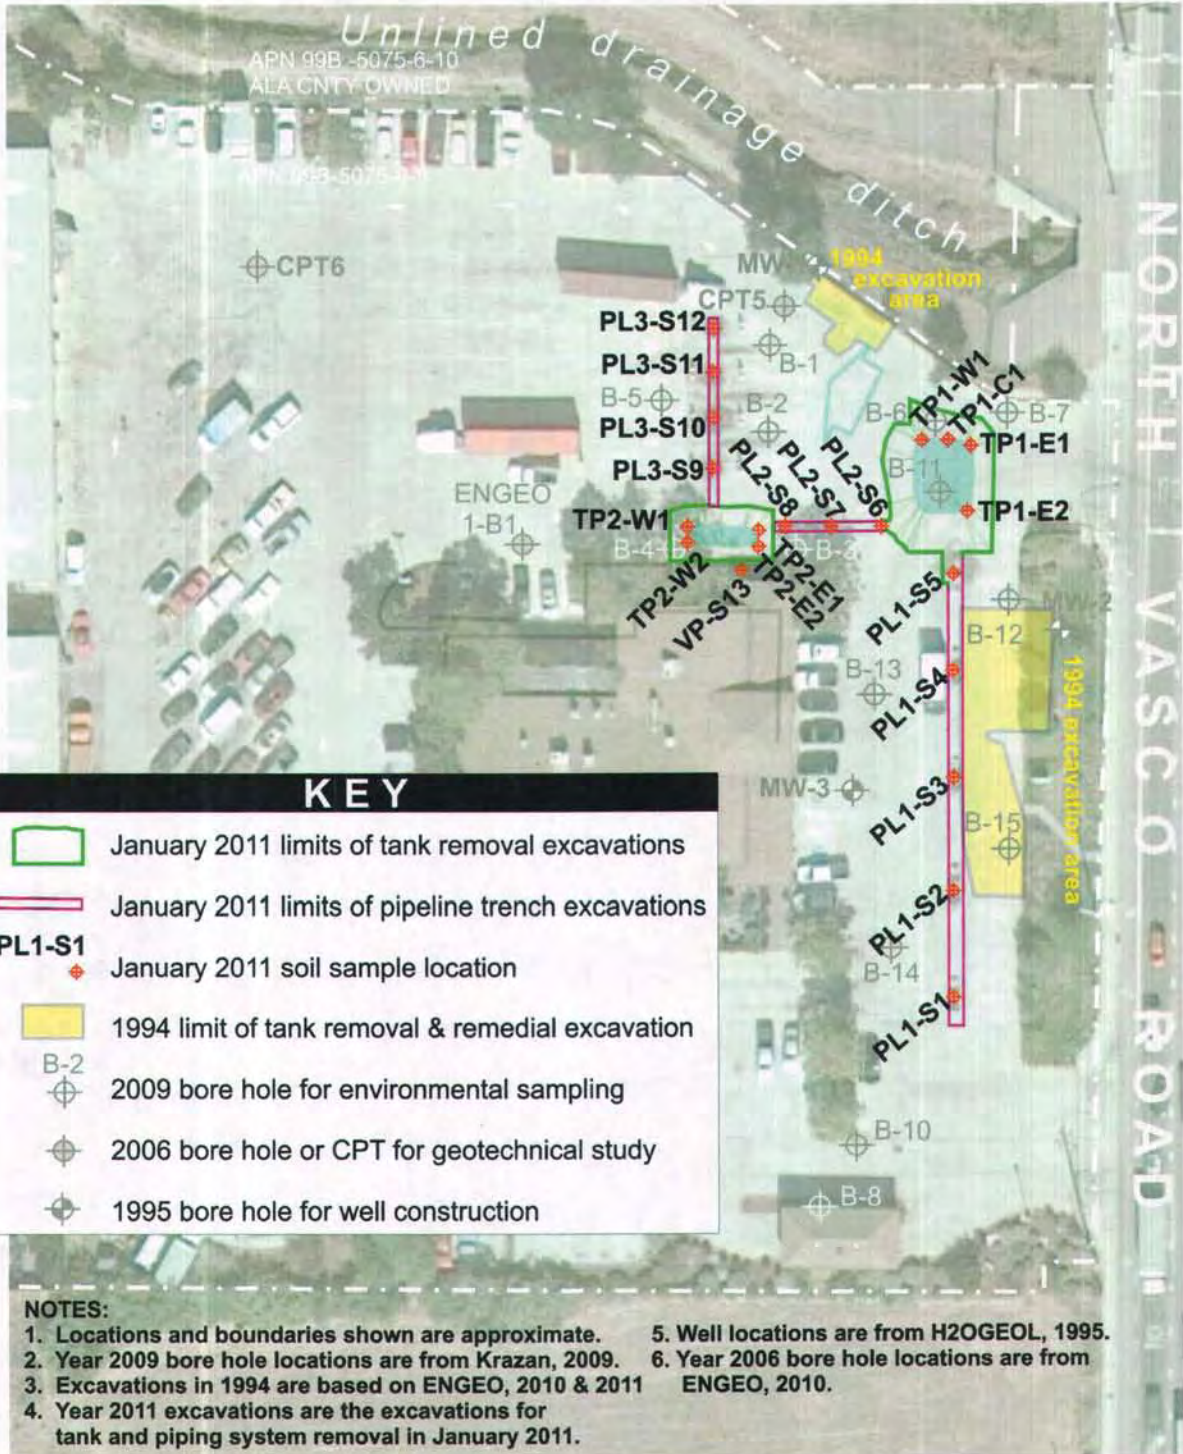 Unlined drainage ditch
APN 99B -5075-6-10
ALA CNTY OWNED
NORTH VASCO ROAD
CPT6
1994
excavation
area
CPT5
PL3-S12
B-1
PL3-S11
B-5
B-2
PL3-S10
PL3-S9
B-6
TP1-W1
TP1-C1
B-7
TP1-E1
B-11
TP1-E2
PL2-S8
PL2-S7
PL2-S6
ENGEO
1-B1
TP2-W1
B-4
TP2-W2
VP-S13
TP2-E2
TP2-E1
PL1-S5
MW-2
B-12
B-13
PL1-S4
1994 excavation area
MW-3
PL1-S3
B-15
PL1-S2
B-14
PL1-S1
B-10
B-8
KEY
January 2011 limits of tank removal excavations
January 2011 limits of pipeline trench excavations
PL1-S1
January 2011 soil sample location
1994 limit of tank removal & remedial excavation
B-2
2009 bore hole for environmental sampling
2006 bore hole or CPT for geotechnical study
1995 bore hole for well construction
NOTES:
1. Locations and boundaries shown are approximate.
2. Year 2009 bore hole locations are from Krazan, 2009.
3. Excavations in 1994 are based on ENGEO, 2010 & 2011
4. Year 2011 excavations are the excavations for
tank and piping system removal in January 2011.
5. Well locations are from H2OGEOL, 1995.
6. Year 2006 bore hole locations are from
ENGEO, 2010.